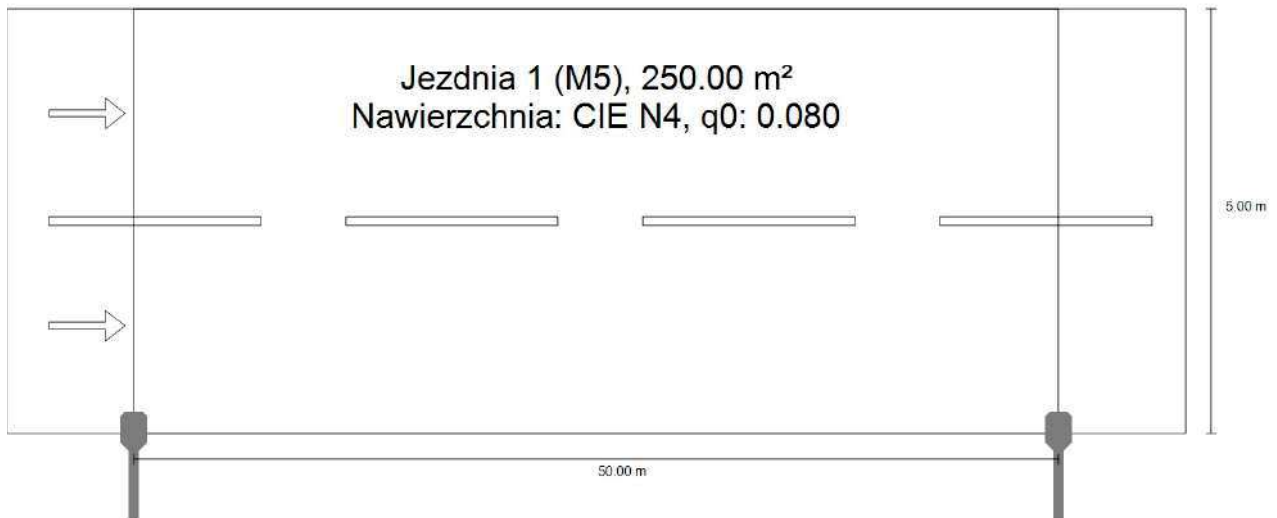 Jezdnia 1 (M5), 250.00 m²
Nawierzchnia: CIE N4, q0: 0.080
5.00 m
50.00 m